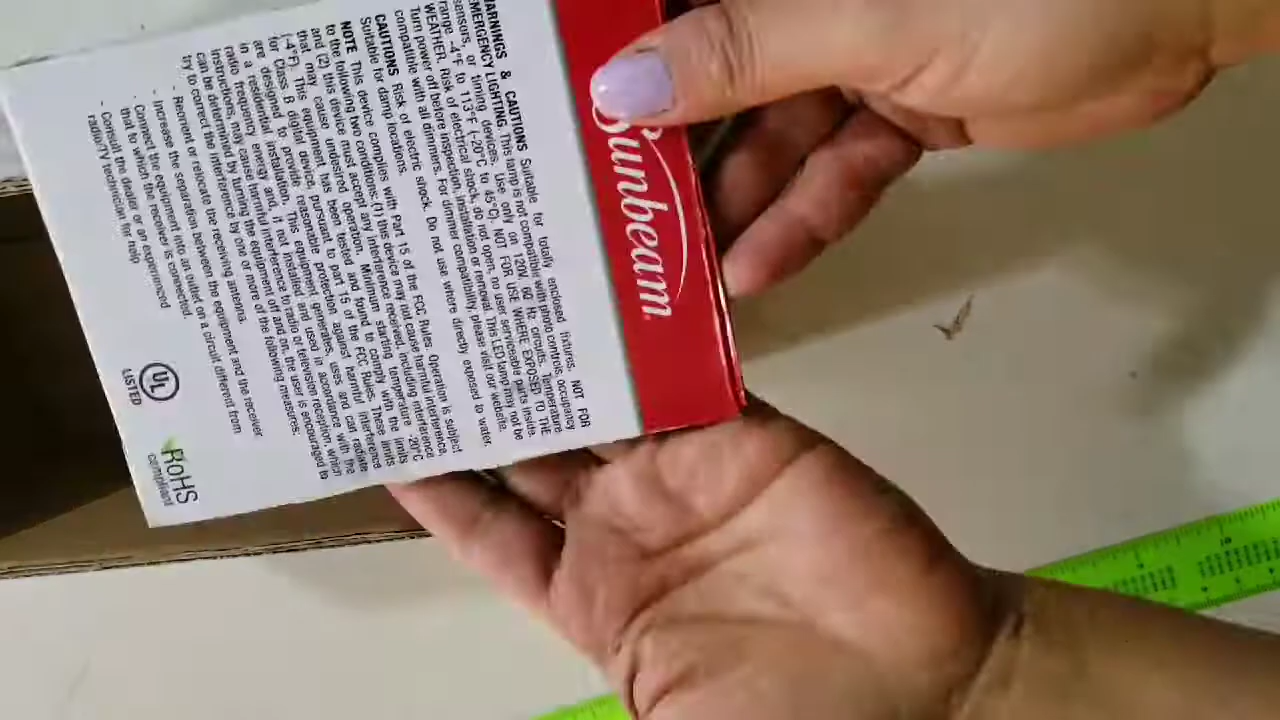 Sunbeam
WARNINGS & CAUTIONS Suitable for totally enclosed fixtures. NOT FOR
EMERGENCY LIGHTING. This lamp is not compatible with photo controls, occupancy
sensors, or timing devices. Use only on 120V, 60 Hz circuits. Temperature
range -4°F to 113°F (-20°C to 45°C). NOT FOR USE WHERE EXPOSED TO THE
WEATHER. Risk of electrical shock, do not open, no user serviceable parts inside.
Turn power off before inspection, installation or removal. This LED lamp may not be
compatible with all dimmers. For dimmer compatibility, please visit our website.
CAUTIONS Risk of electric shock. Do not use where directly exposed to water.
Suitable for damp locations.
NOTE This device complies with Part 15 of the FCC Rules. Operation is subject
to the following two conditions: (1) this device may not cause harmful interference,
and (2) this device must accept any interference received, including interference
that may cause undesired operation. Minimum starting temperature -20°C
(-4°F). This equipment has been tested and found to comply with the limits
for Class B digital device, pursuant to part 15 of the FCC Rules. These limits
are designed to provide reasonable protection against harmful interference
in a residential installation. This equipment generates, uses and can radiate
radio frequency energy and, if not installed and used in accordance with the
instructions, may cause harmful interference to radio or television reception, which
can be determined by tuning the equipment off and on, the user is encouraged to
try to correct the interference by one or more of the following measures:
- Reorient or relocate the receiving antenna.
- Increase the separation between the equipment and the receiver
- Connect the equipment into an outlet on a circuit different from
that to which the receiver is connected.
- Consult the dealer or an experienced
radio/TV technician for help
UL
LISTED
RoHS
compliant